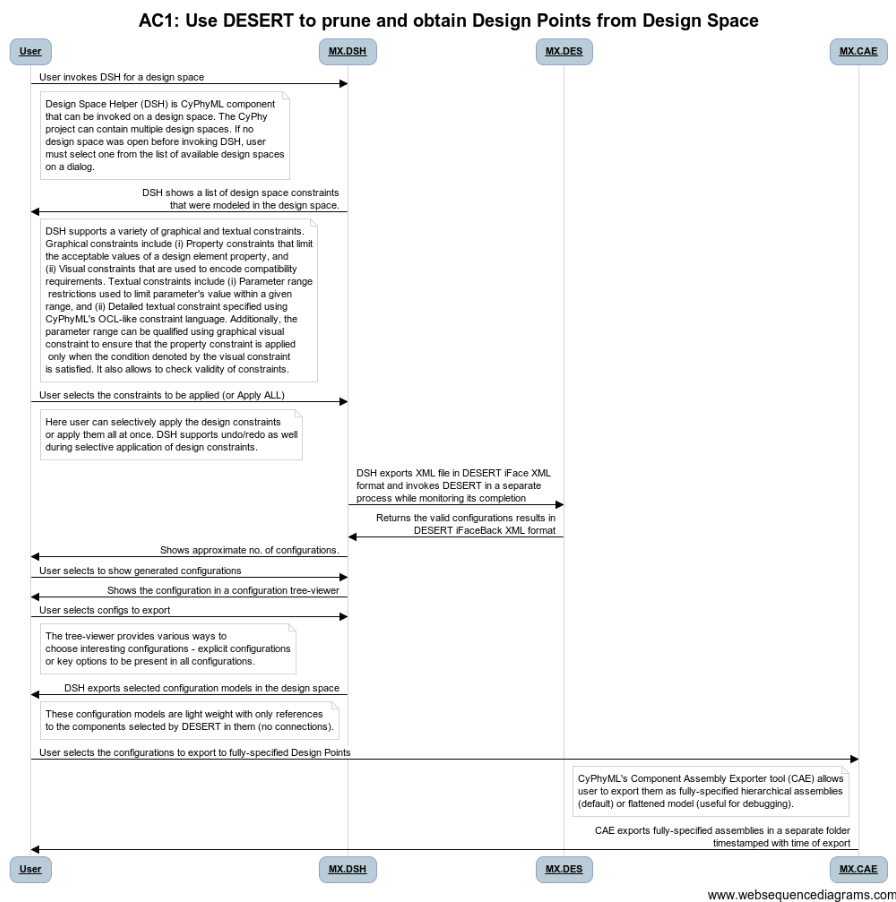 AC1: Use DESERT to prune and obtain Design Points from Design Space
User
MX.DSH
MX.DES
MX.CAE
User invokes DSH for a design space
Design Space Helper (DSH) is CyPhyML component
that can be invoked on a design space. The CyPhy
project can contain multiple design spaces. If no
design space was open before invoking DSH, user
must select one from the list of available design spaces
on a dialog.
DSH shows a list of design space constraints
that were modeled in the design space.
DSH supports a variety of graphical and textual constraints.
Graphical constraints include (i) Property constraints that limit
the acceptable values of a design element property, and
(ii) Visual constraints that are used to encode compatibility
requirements. Textual constraints include (i) Parameter range
restrictions used to limit parameter's value within a given
range, and (ii) Detailed textual constraint specified using
CyPhyML's OCL-like constraint language. Additionally, the
parameter range can be qualified using graphical visual
constraint to ensure that the property constraint is applied
only when the condition denoted by the visual constraint
is satisfied. It also allows to check validity of constraints.
User selects the constraints to be applied (or Apply ALL)
Here user can selectively apply the design constraints
or apply them all at once. DSH supports undo/redo as well
during selective application of design constraints.
DSH exports XML file in DESERT iFace XML
format and invokes DESERT in a separate
process while monitoring its completion
Returns the valid configurations results in
DESERT iFaceBack XML format
Shows approximate no. of configurations.
User selects to show generated configurations
Shows the configuration in a configuration tree-viewer
User selects configs to export
The tree-viewer provides various ways to
choose interesting configurations - explicit configurations
or key options to be present in all configurations.
DSH exports selected configuration models in the design space
These configuration models are light weight with only references
to the components selected by DESERT in them (no connections).
User selects the configurations to export to fully-specified Design Points
CyPhyML's Component Assembly Exporter tool (CAE) allows
user to export them as fully-specified hierarchical assemblies
(default) or flattened model (useful for debugging).
CAE exports fully-specified assemblies in a separate folder
timestamped with time of export
User
MX.DSH
MX.DES
MX.CAE
www.websequencediagrams.com